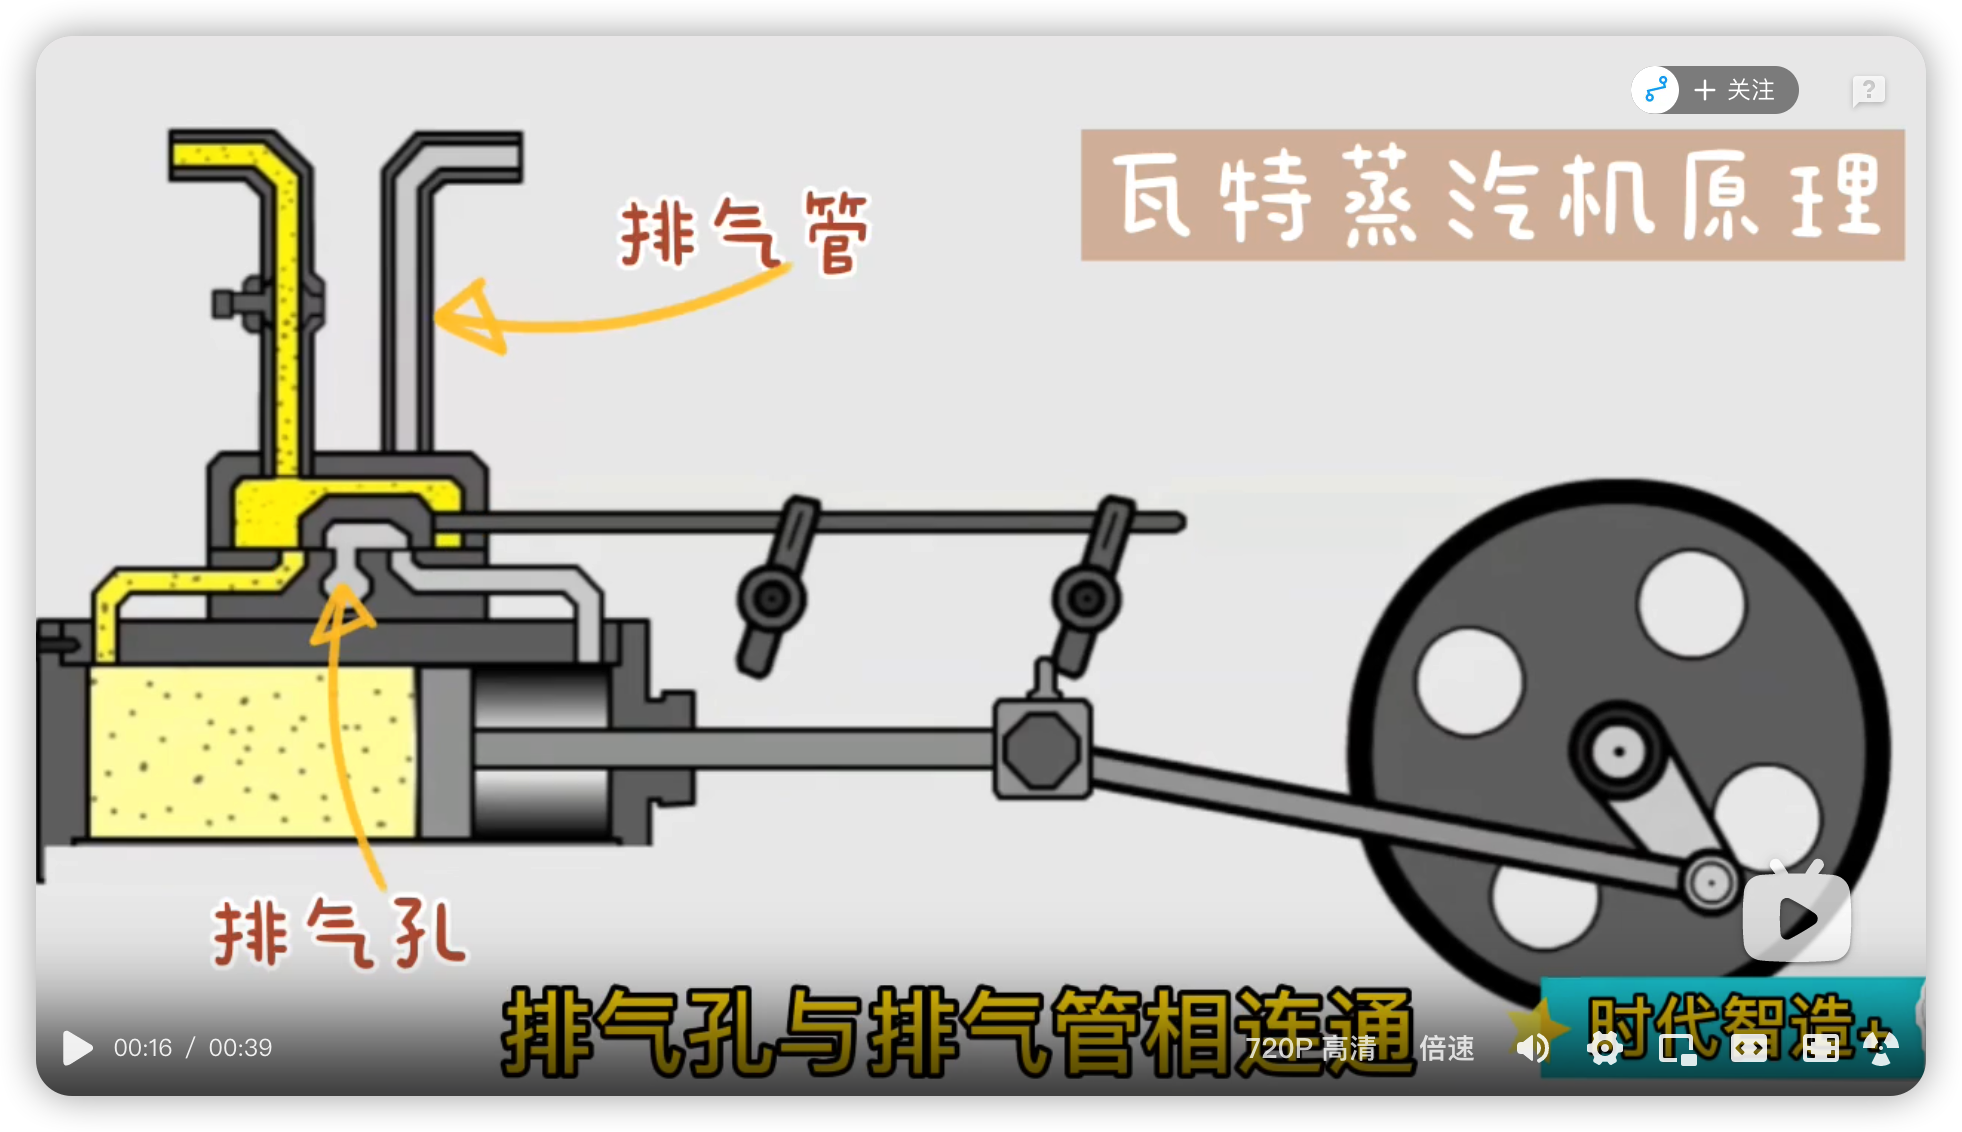 + 关注
?
瓦特蒸汽机原理
排气管
排气孔
排气孔与排气管相连通
时代智造+
00:16 / 00:39
720P 高清
倍速